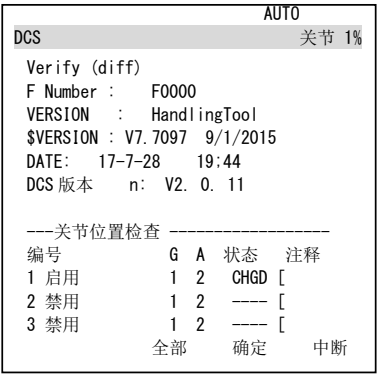 AUTO
DCS 关节 1%
Verify (diff)
F Number : F0000
VERSION : HandlingTool
$VERSION : V7.7097 9/1/2015
DATE: 17-7-28 19:44
DCS 版本 n: V2. 0. 11
---关节位置检查 ------------------
编号 G A 状态 注释
1 启用 1 2 CHGD [
2 禁用 1 2 ---- [
3 禁用 1 2 ---- [
全部 确定 中断